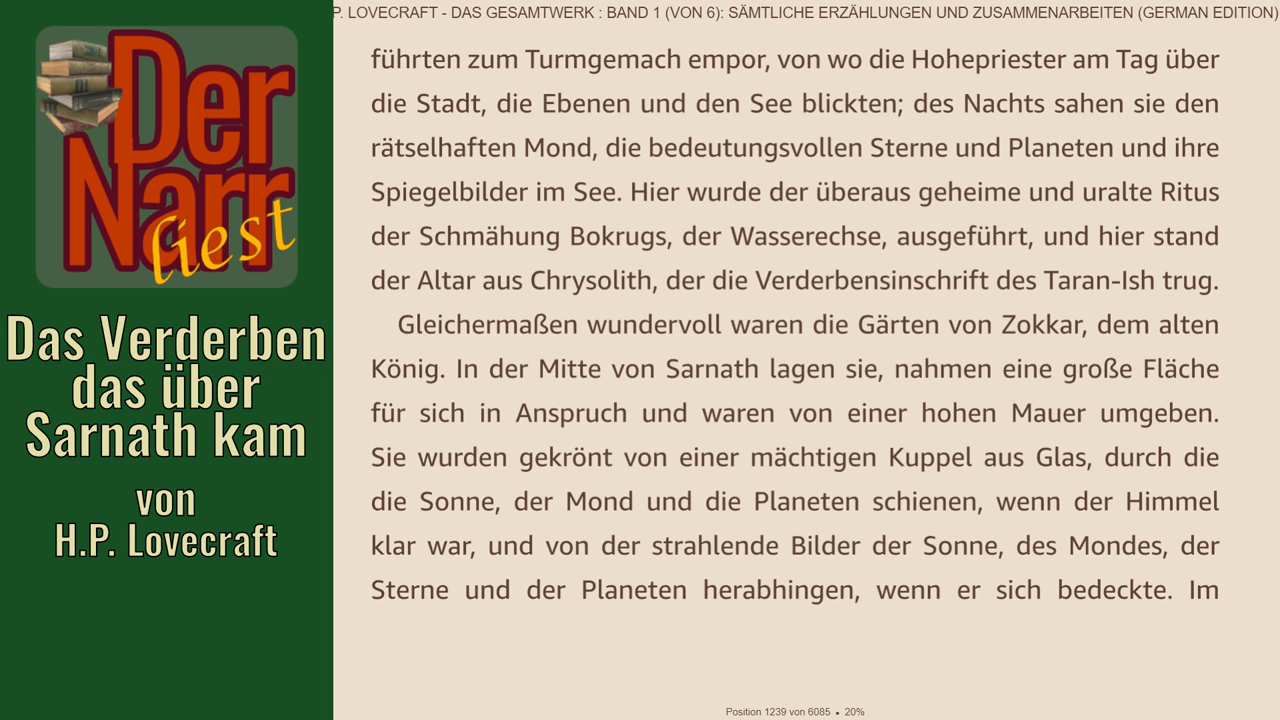 Der
Narr
liest
Das Verderben
das über
Sarnath kam
von
H.P. Lovecraft
P. LOVECRAFT - DAS GESAMTWERK : BAND 1 (VON 6): SÄMTLICHE ERZÄHLUNGEN UND ZUSAMMENARBEITEN (GERMAN EDITION)
führten zum Turmgemach empor, von wo die Hohepriester am Tag über
die Stadt, die Ebenen und den See blickten; des Nachts sahen sie den
rätselhaften Mond, die bedeutungsvollen Sterne und Planeten und ihre
Spiegelbilder im See. Hier wurde der überaus geheime und uralte Ritus
der Schmähung Bokrugs, der Wasserechse, ausgeführt, und hier stand
der Altar aus Chrysolith, der die Verderbensinschrift des Taran-Ish trug.
Gleichermaßen wundervoll waren die Gärten von Zokkar, dem alten
König. In der Mitte von Sarnath lagen sie, nahmen eine große Fläche
für sich in Anspruch und waren von einer hohen Mauer umgeben.
Sie wurden gekrönt von einer mächtigen Kuppel aus Glas, durch die
die Sonne, der Mond und die Planeten schienen, wenn der Himmel
klar war, und von der strahlende Bilder der Sonne, des Mondes, der
Sterne und der Planeten herabhingen, wenn er sich bedeckte. Im
Position 1239 von 6085 • 20%